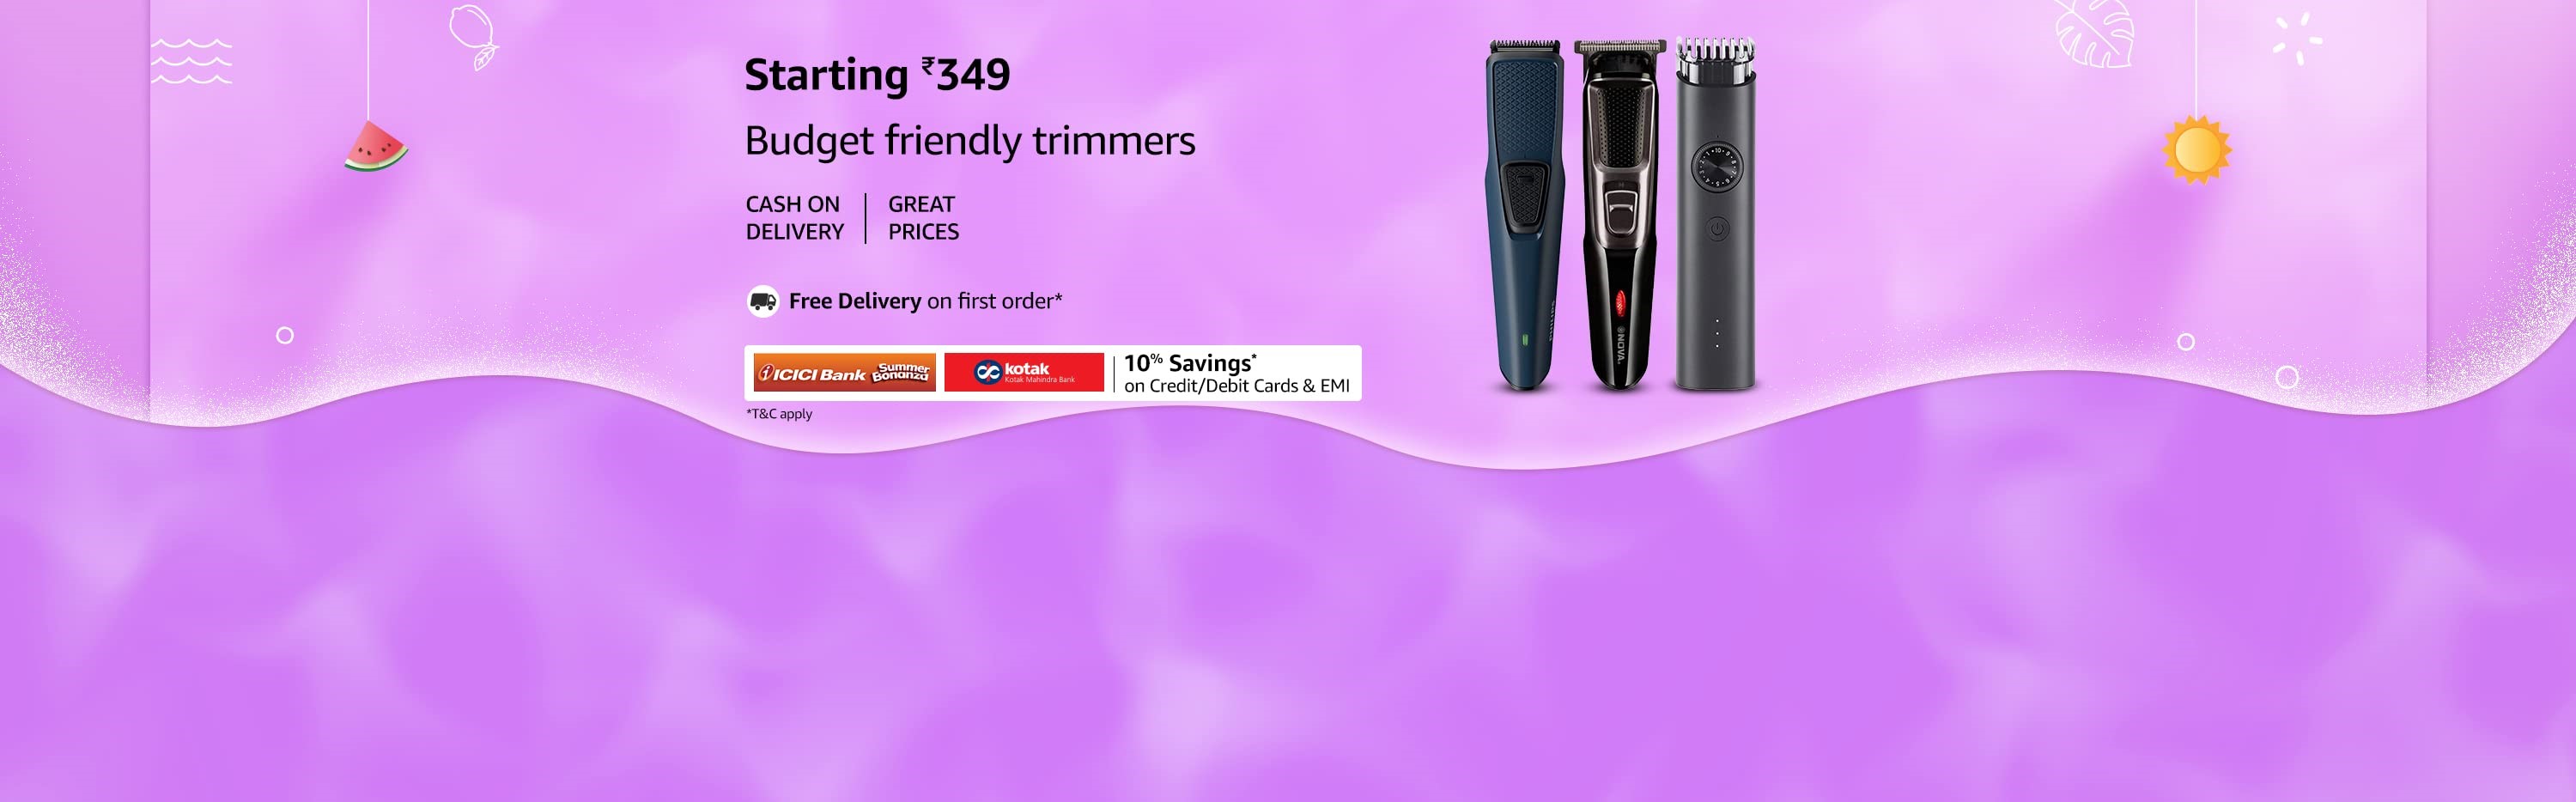 Starting ₹349
Budget friendly trimmers
CASH ON DELIVERY
GREAT PRICES
Free Delivery on first order*
ICICI Bank Summer Bonanza
kotak
Kotak Mahindra Bank
10% Savings*
on Credit/Debit Cards & EMI
*T&C apply
NOVA